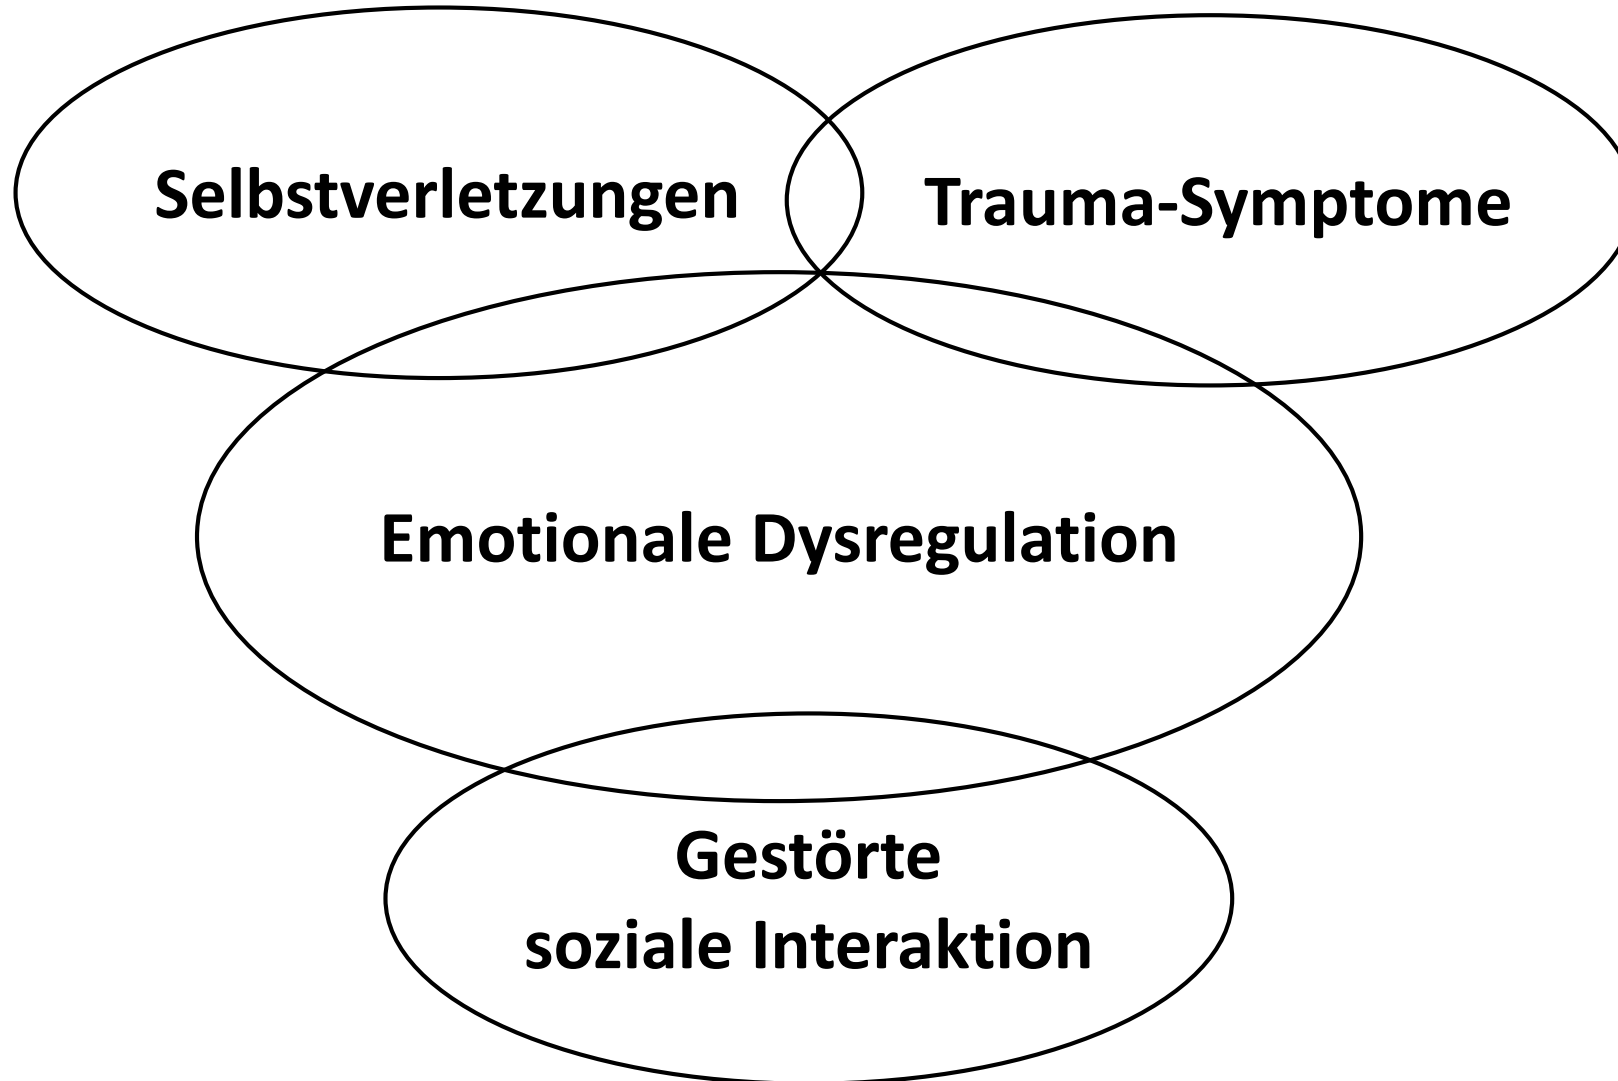 Selbstverletzungen
Trauma-Symptome
Emotionale Dysregulation
Gestörte
soziale Interaktion